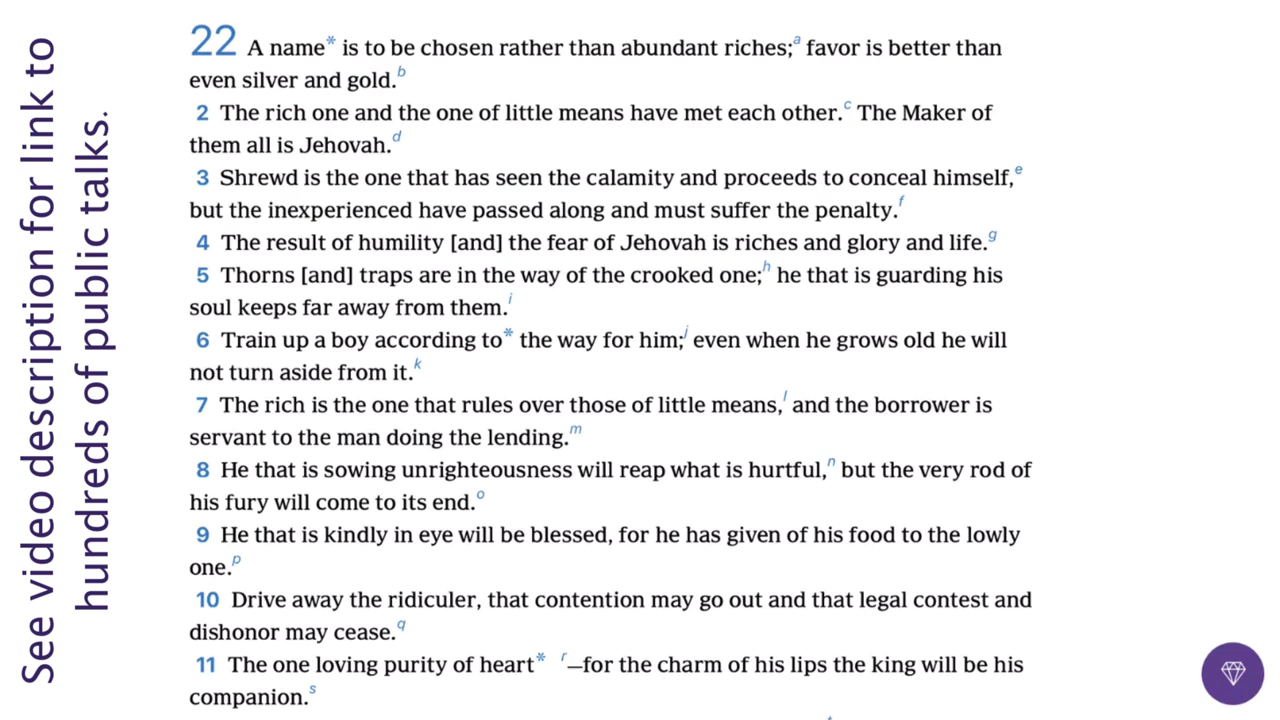 See video description for link to
hundreds of public talks.
22 A name* is to be chosen rather than abundant riches;a favor is better than
even silver and gold.b
2 The rich one and the one of little means have met each other.c The Maker of
them all is Jehovah.d
3 Shrewd is the one that has seen the calamity and proceeds to conceal himself,e
but the inexperienced have passed along and must suffer the penalty.f
4 The result of humility [and] the fear of Jehovah is riches and glory and life.g
5 Thorns [and] traps are in the way of the crooked one;h he that is guarding his
soul keeps far away from them.i
6 Train up a boy according to* the way for him;j even when he grows old he will
not turn aside from it.k
7 The rich is the one that rules over those of little means,l and the borrower is
servant to the man doing the lending.m
8 He that is sowing unrighteousness will reap what is hurtful,n but the very rod of
his fury will come to its end.o
9 He that is kindly in eye will be blessed, for he has given of his food to the lowly
one.p
10 Drive away the ridiculer, that contention may go out and that legal contest and
dishonor may cease.q
11 The one loving purity of heart* r—for the charm of his lips the king will be his
companion.s